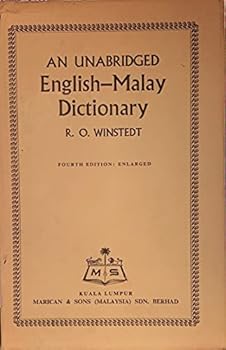 AN UNABRIDGED
English–Malay
Dictionary
R. O. WINSTEDT
FOURTH EDITION: ENLARGED
M S
KUALA LUMPUR
MARICAN & SONS (MALAYSIA) SDN. BERHAD